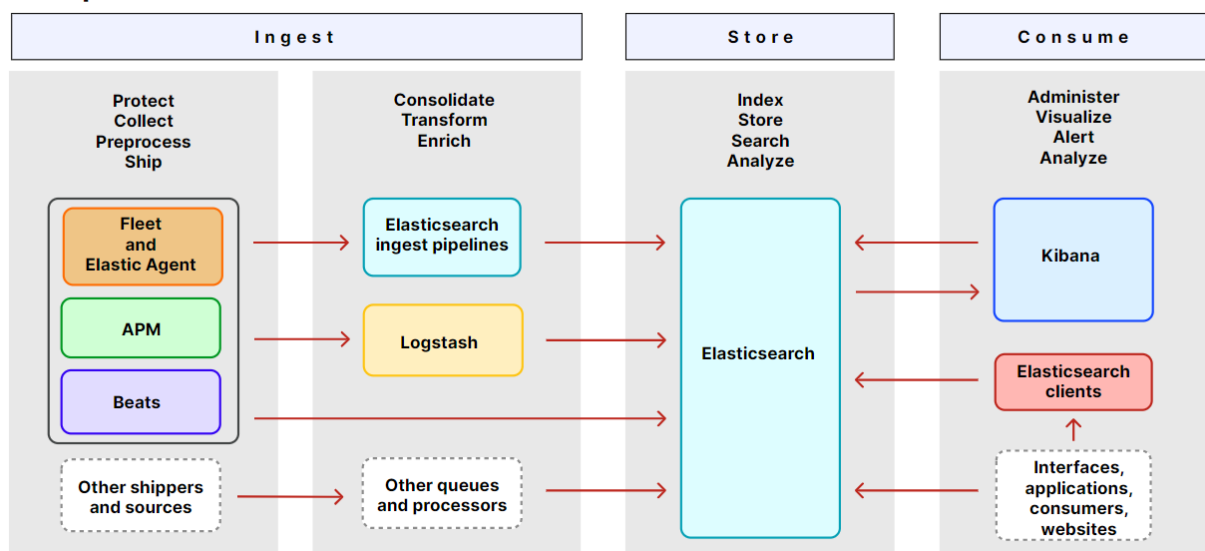 Ingest
Store
Consume
Protect
Collect
Preprocess
Ship
Consolidate
Transform
Enrich
Index
Store
Search
Analyze
Administer
Visualize
Alert
Analyze
Fleet
and
Elastic Agent
APM
Beats
Other shippers
and sources
Elasticsearch
ingest pipelines
Logstash
Other queues
and processors
Elasticsearch
Kibana
Elasticsearch
clients
Interfaces,
applications,
consumers,
websites